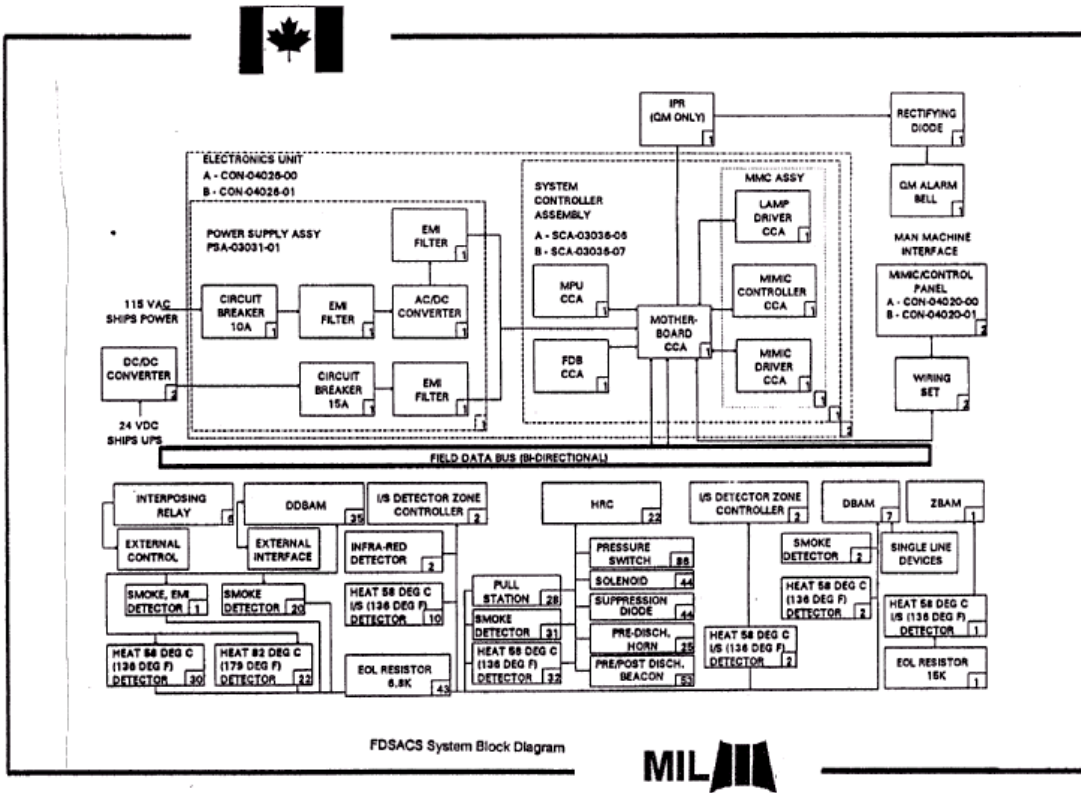 IPR
(QM ONLY)
1
RECTIFYING
DIODE
1
ELECTRONICS UNIT
A - CON-04026-00
B - CON-04026-01
SYSTEM
CONTROLLER
ASSEMBLY
A - SCA-03036-06
B - SCA-03036-07
MMC ASSY
LAMP
DRIVER
CCA
1
QM ALARM
BELL
1
POWER SUPPLY ASSY
PSA-03031-01
EMI
FILTER
1
MAN MACHINE
INTERFACE
MIMIC/CONTROL
PANEL
A - CON-04020-00
B - CON-04020-01
2
115 VAC
SHIPS POWER
CIRCUIT
BREAKER
10A
1
EMI
FILTER
1
AC/DC
CONVERTER
1
MPU
CCA
1
MOTHER-
BOARD
CCA
1
MIMIC
CONTROLLER
CCA
1
DC/DC
CONVERTER
2
24 VDC
SHIPS UPS
CIRCUIT
BREAKER
15A
1
EMI
FILTER
1
1
FDB
CCA
1
MIMIC
DRIVER
CCA
1
1
1
2
WIRING
SET
2
FIELD DATA BUS (BI-DIRECTIONAL)
INTERPOSING
RELAY
6
DDBAM
35
I/S DETECTOR ZONE
CONTROLLER
2
HRC
22
I/S DETECTOR ZONE
CONTROLLER
2
DBAM
7
ZBAM
1
EXTERNAL
CONTROL
EXTERNAL
INTERFACE
INFRA-RED
DETECTOR
2
PRESSURE
SWITCH
86
SMOKE
DETECTOR
2
SINGLE LINE
DEVICES
SMOKE, EMI
DETECTOR
1
SMOKE
DETECTOR
20
HEAT 58 DEG C
I/S (136 DEG F)
DETECTOR
10
PULL
STATION
28
SOLENOID
44
SUPPRESSION
DIODE
44
HEAT 58 DEG C
(136 DEG F)
DETECTOR
2
HEAT 58 DEG C
I/S (136 DEG F)
DETECTOR
1
SMOKE
DETECTOR
31
PRE-DISCH.
HORN
25
HEAT 58 DEG C
I/S (136 DEG F)
DETECTOR
2
HEAT 58 DEG C
(136 DEG F)
DETECTOR
30
HEAT 82 DEG C
(179 DEG F)
DETECTOR
22
EOL RESISTOR
6.8K
43
HEAT 58 DEG C
(136 DEG F)
DETECTOR
32
PRE/POST DISCH.
BEACON
53
EOL RESISTOR
15K
1
FDSACS System Block Diagram
MIL